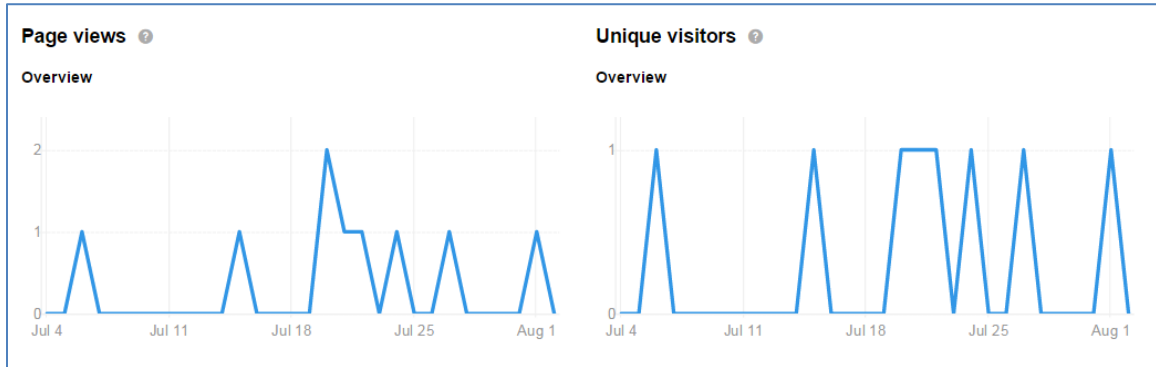 Page views ?
Overview
2
1
0
Jul 4 Jul 11 Jul 18 Jul 25 Aug 1
Unique visitors ?
Overview
1
0
Jul 4 Jul 11 Jul 18 Jul 25 Aug 1